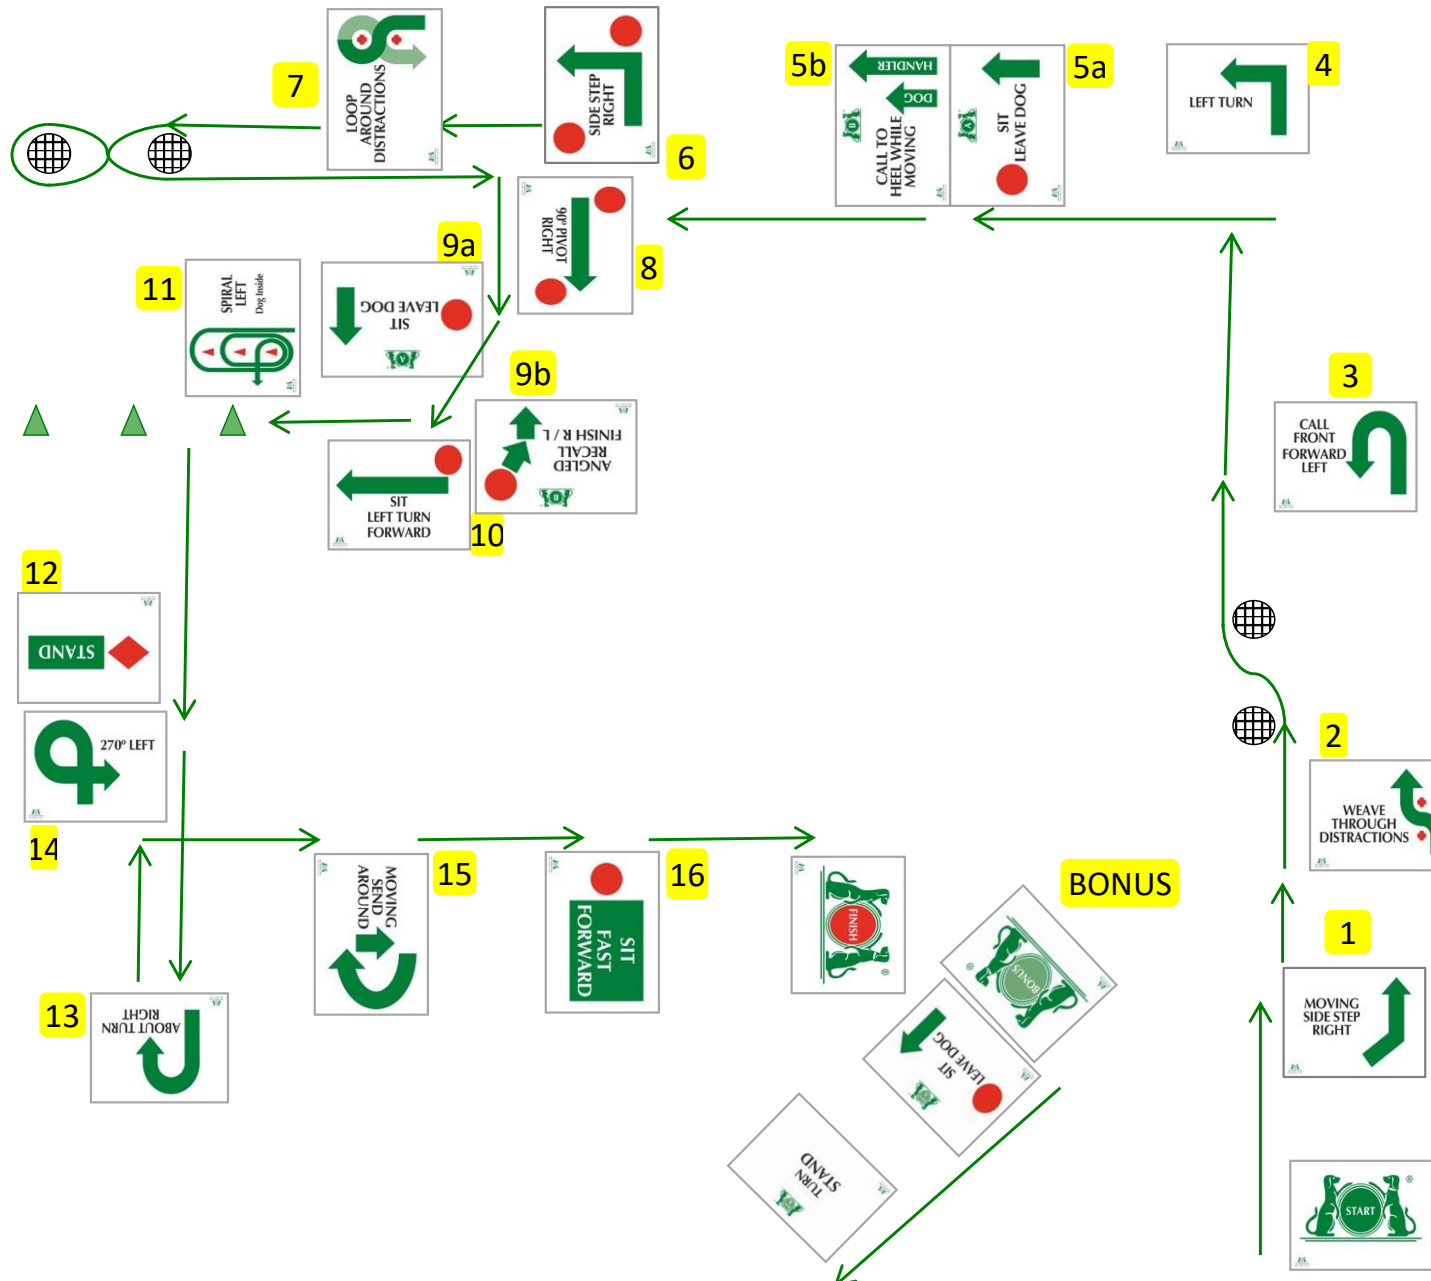 7
LOOP
AROUND
DISTRACTIONS
SIDE STEP
RIGHT
6
5b
HANDLER
DOG
CALL TO
HEEL WHILE
MOVING
5a
SIT
LEAVE DOG
4
LEFT TURN
8
90º PIVOT
RIGHT
9a
SIT
LEAVE DOG
11
SPIRAL
LEFT
Dog Inside
9b
ANGLED
RECALL
FINISH R / L
10
SIT
LEFT TURN
FORWARD
3
CALL
FRONT
FORWARD
LEFT
12
STAND
270º LEFT
14
2
WEAVE
THROUGH
DISTRACTIONS
15
MOVING
SEND
AROUND
16
SIT
FAST
FORWARD
FINISH
®
BONUS
BONUS
®
SIT
LEAVE DOG
TURN
STAND
1
MOVING
SIDE STEP
RIGHT
13
ABOUT TURN
RIGHT
START
®